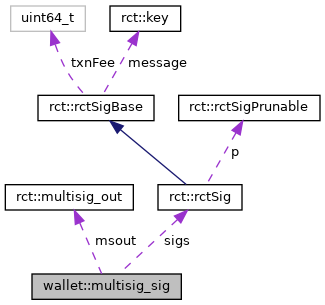 uint64_t
rct::key
txnFee
message
rct::rctSigBase
rct::rctSigPrunable
p
rct::multisig_out
rct::rctSig
msout
sigs
wallet::multisig_sig